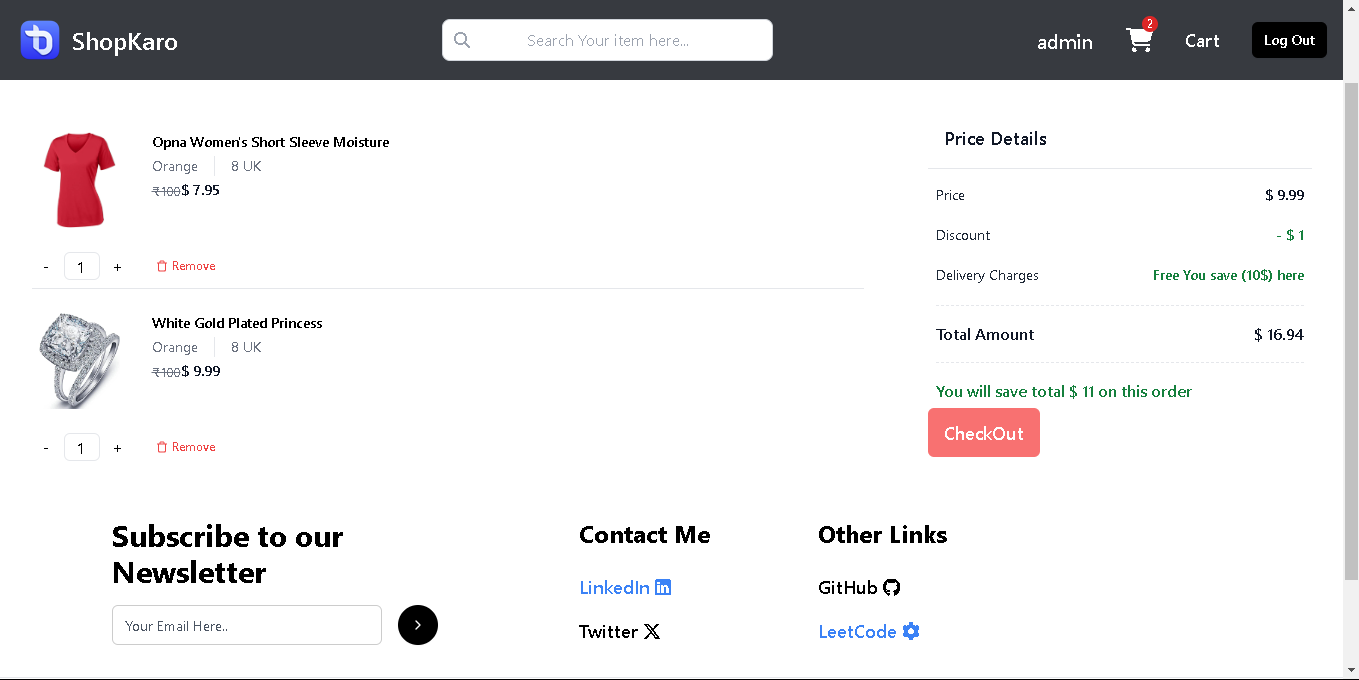 ShopKaro
Search Your item here...
admin
2
Cart
Log Out
Opna Women's Short Sleeve Moisture
Orange 8 UK
₹100$ 7.95
- 1 +
Remove
White Gold Plated Princess
Orange 8 UK
₹100$ 9.99
- 1 +
Remove
Price Details
Price $ 9.99
Discount - $ 1
Delivery Charges Free You save (10$) here
Total Amount $ 16.94
You will save total $ 11 on this order
CheckOut
Subscribe to our
Newsletter
Your Email Here..
Contact Me
LinkedIn
Twitter
Other Links
GitHub
LeetCode